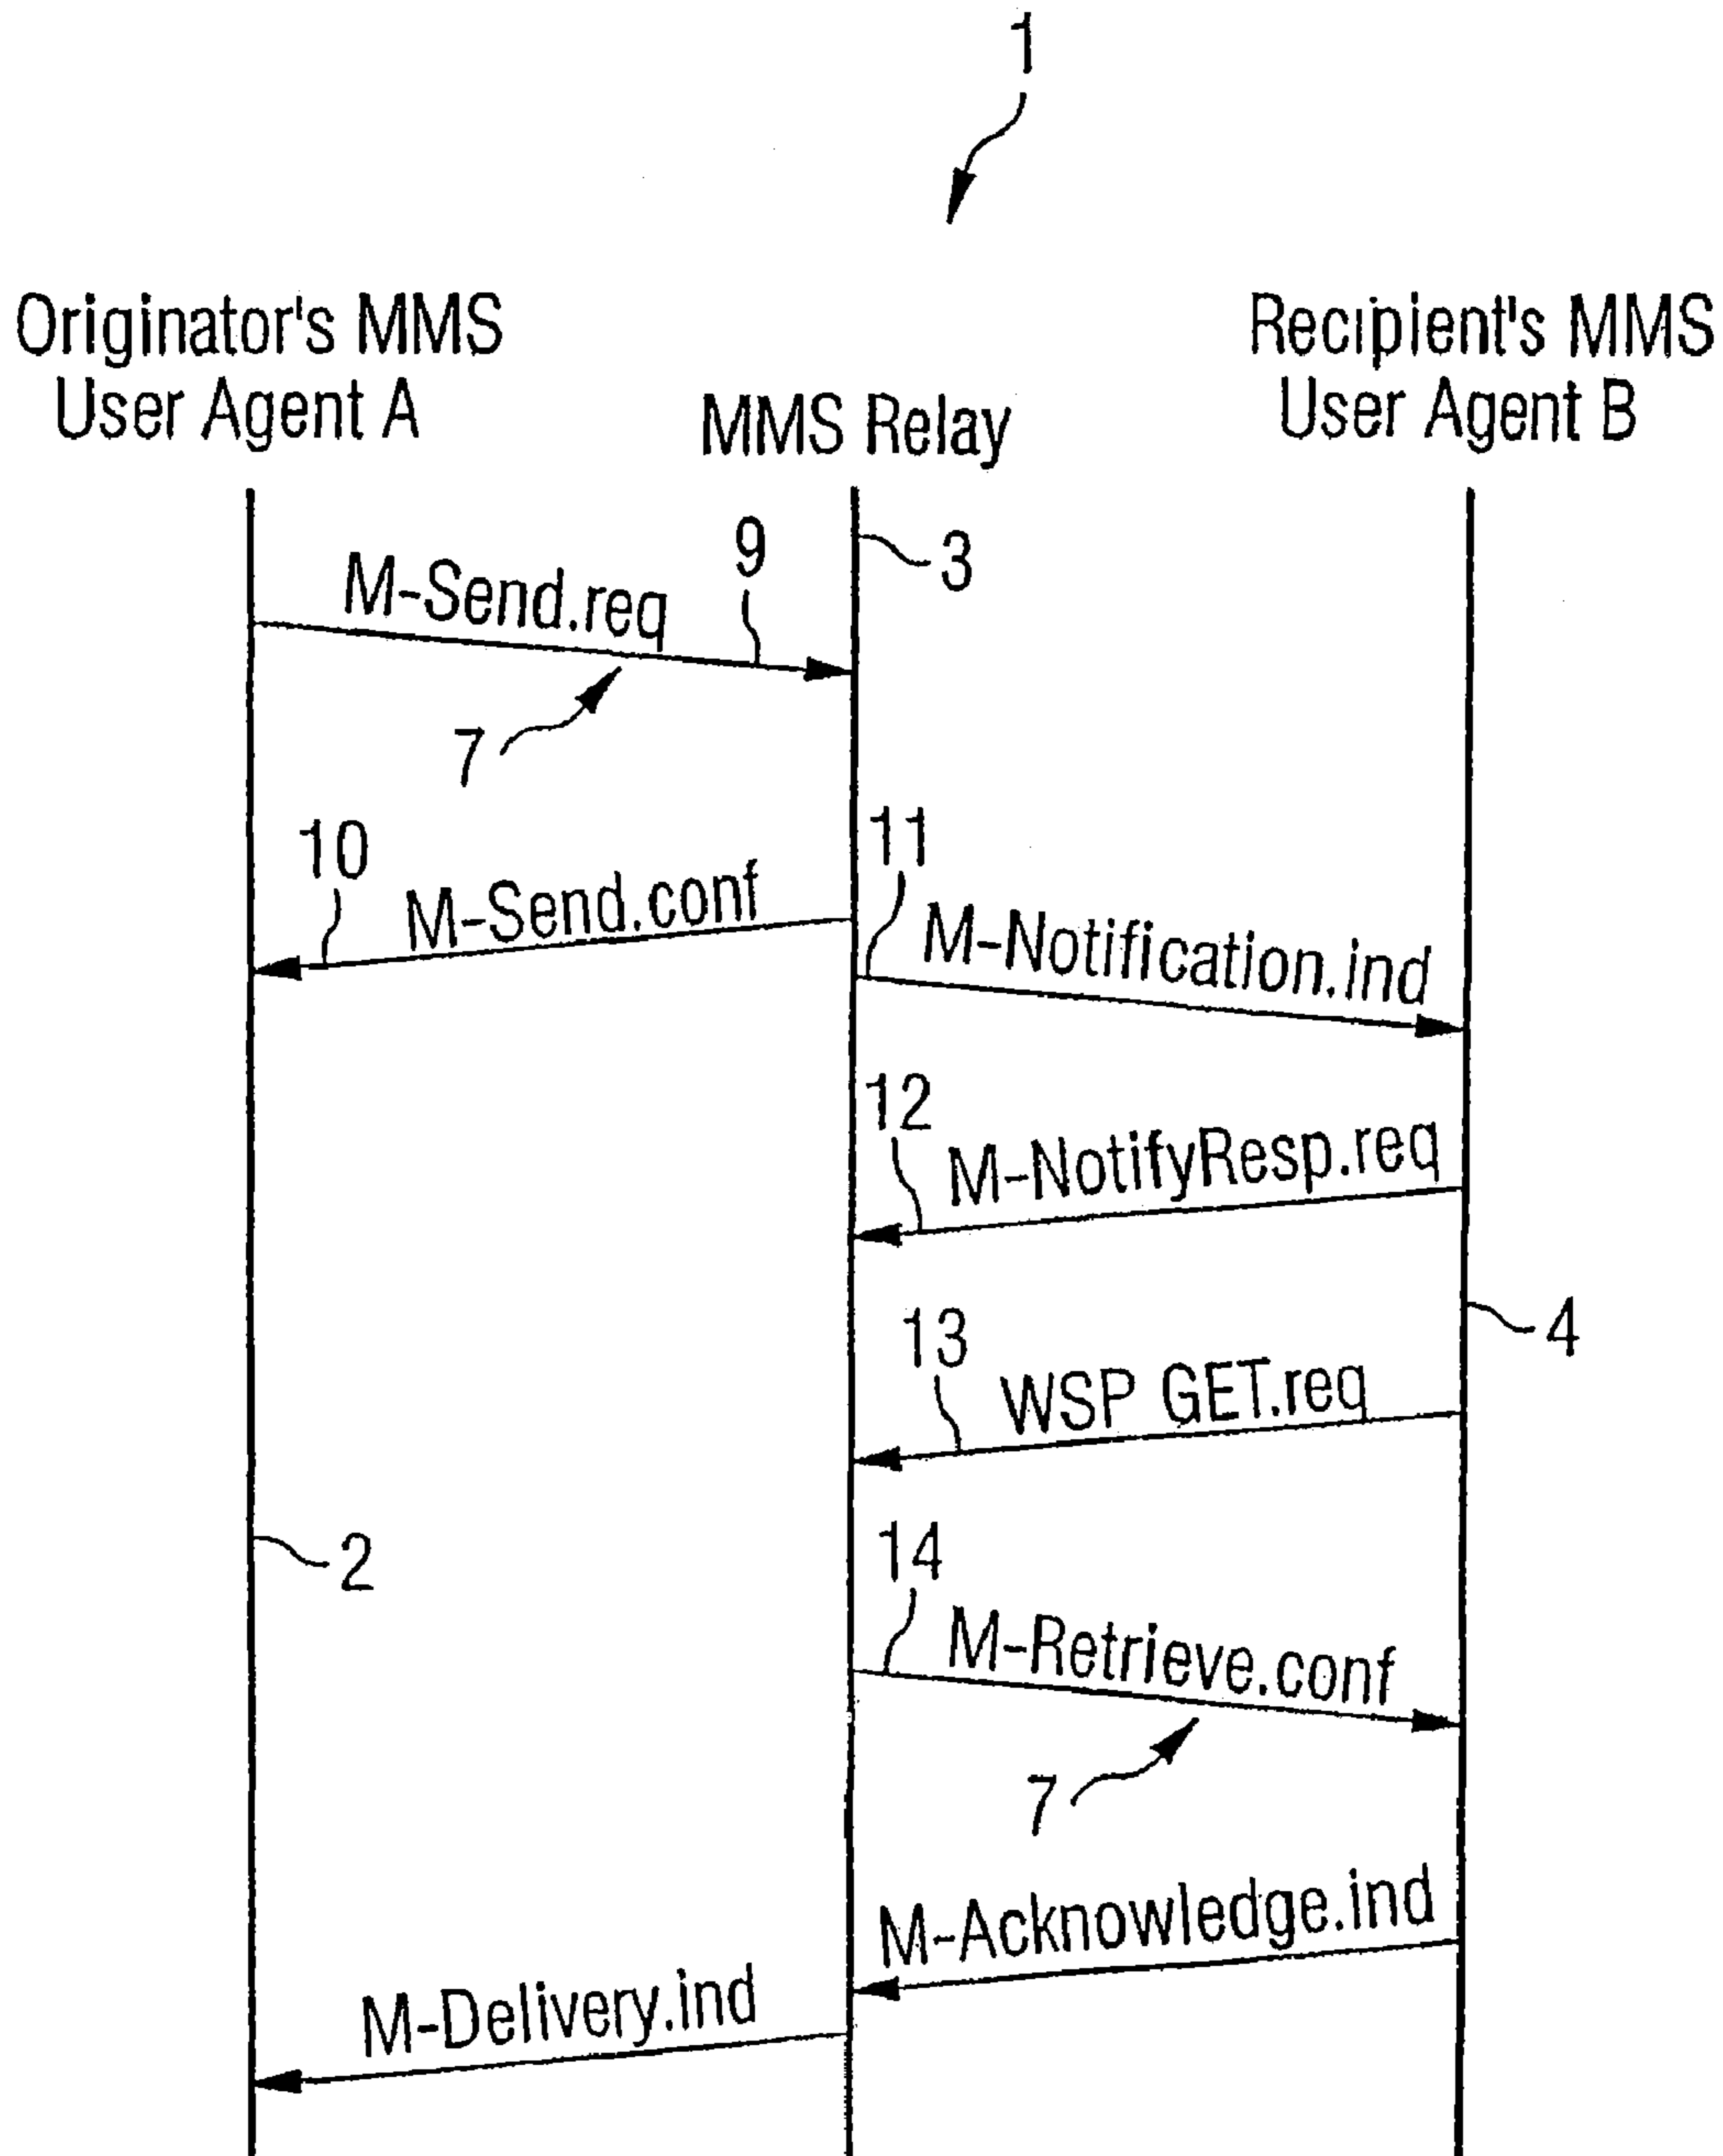 1
Originator's MMS
User Agent A
MMS Relay
Recipient's MMS
User Agent B
3
9
M-Send.req
7
10
M-Send.conf
11
M-Notification.ind
12
M-NotifyResp.req
4
13
WSP GET.req
2
14
M-Retrieve.conf
7
M-Acknowledge.ind
M-Delivery.ind